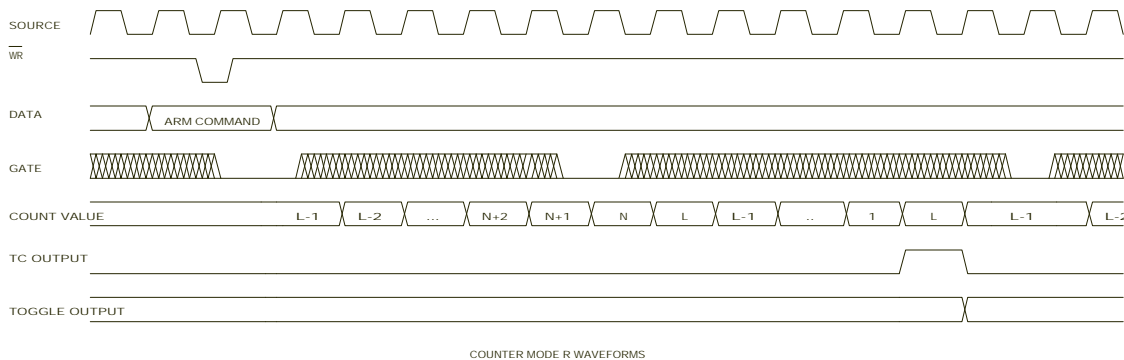 SOURCE
WR
DATA
ARM COMMAND
GATE
COUNT VALUE L-1 L-2 ... N+2 N+1 N L L-1 .. 1 L L-1 L-2
TC OUTPUT
TOGGLE OUTPUT
COUNTER MODE R WAVEFORMS